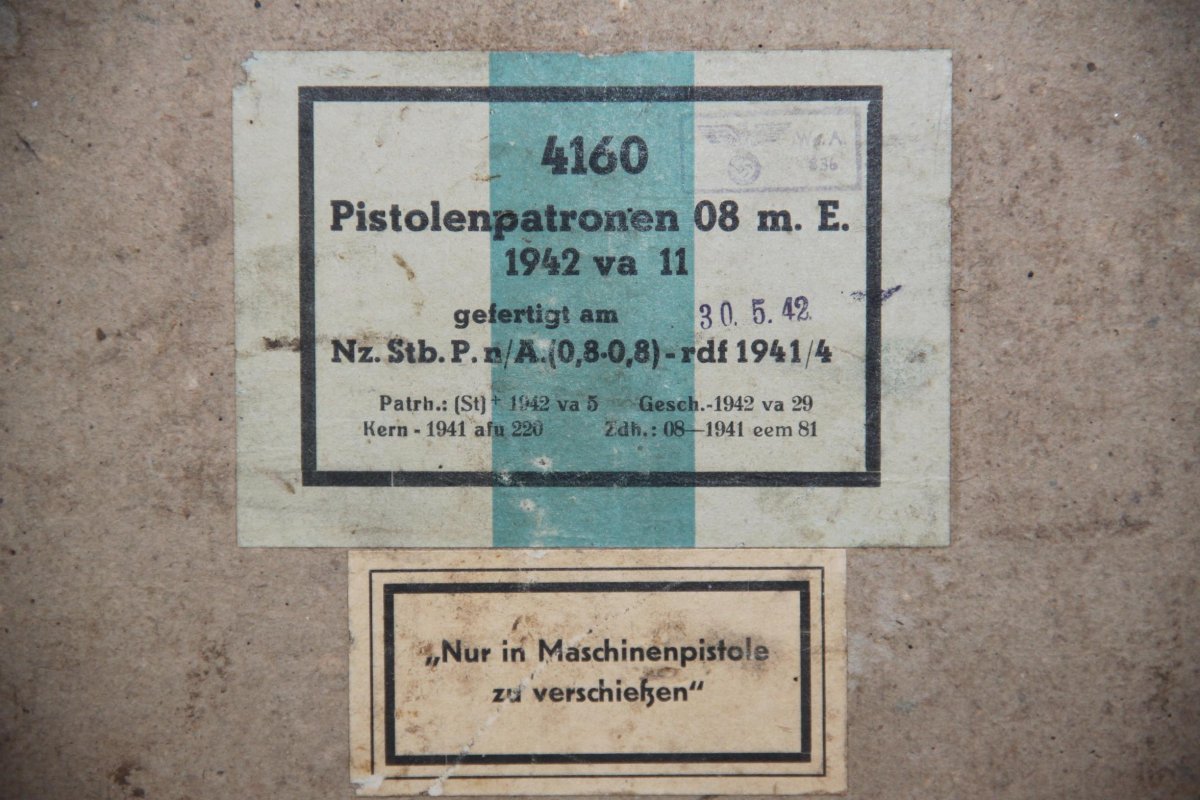 4160
WaA
836
Pistolenpatronen 08 m. E.
1942 va 11
gefertigt am 30. 5. 42
Nz. Stb. P. n/A. (0,8·0,8) - rdf 1941/4
Patrh.: (St)+ 1942 va 5 Gesch.-1942 va 29
Kern - 1941 afu 220 Zdh.: 08—1941 eem 81
„Nur in Maschinenpistole
zu verschießen“